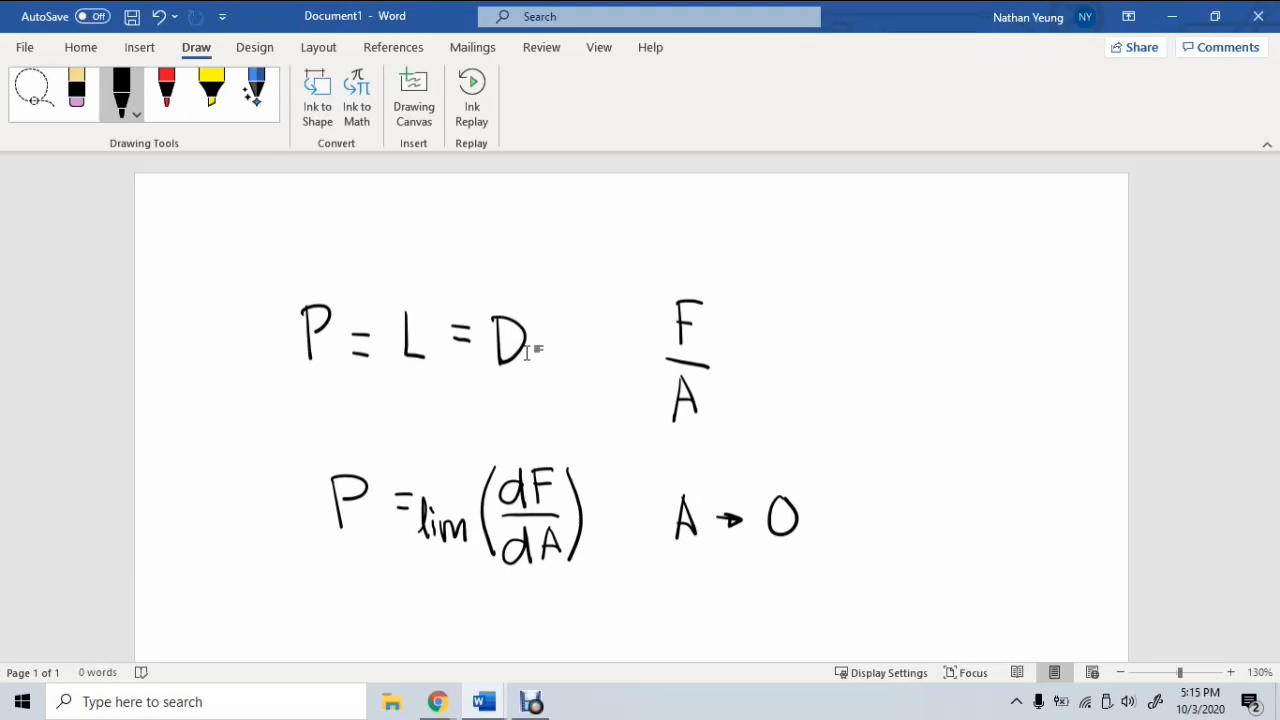 AutoSave Off Document1 - Word Search Nathan Yeung NY
File Home Insert Draw Design Layout References Mailings Review View Help Share Comments
Ink to Shape Ink to Math Drawing Canvas Ink Replay
Drawing Tools Convert Insert Replay
P = L = D F/A
P = lim (dF/dA) A → 0
Page 1 of 1 0 words Display Settings Focus 130%
Type here to search 5:15 PM
10/3/2020 2